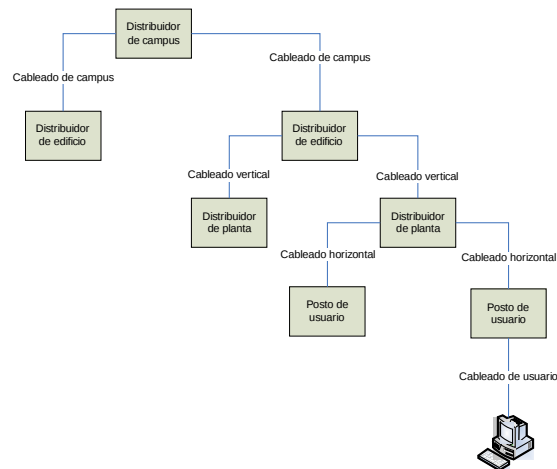 Distribuidor
de campus
Cableado de campus
Cableado de campus
Distribuidor
de edificio
Distribuidor
de edificio
Cableado vertical
Cableado vertical
Distribuidor
de planta
Distribuidor
de planta
Cableado horizontal
Cableado horizontal
Posto de
usuario
Posto de
usuario
Cableado de usuario